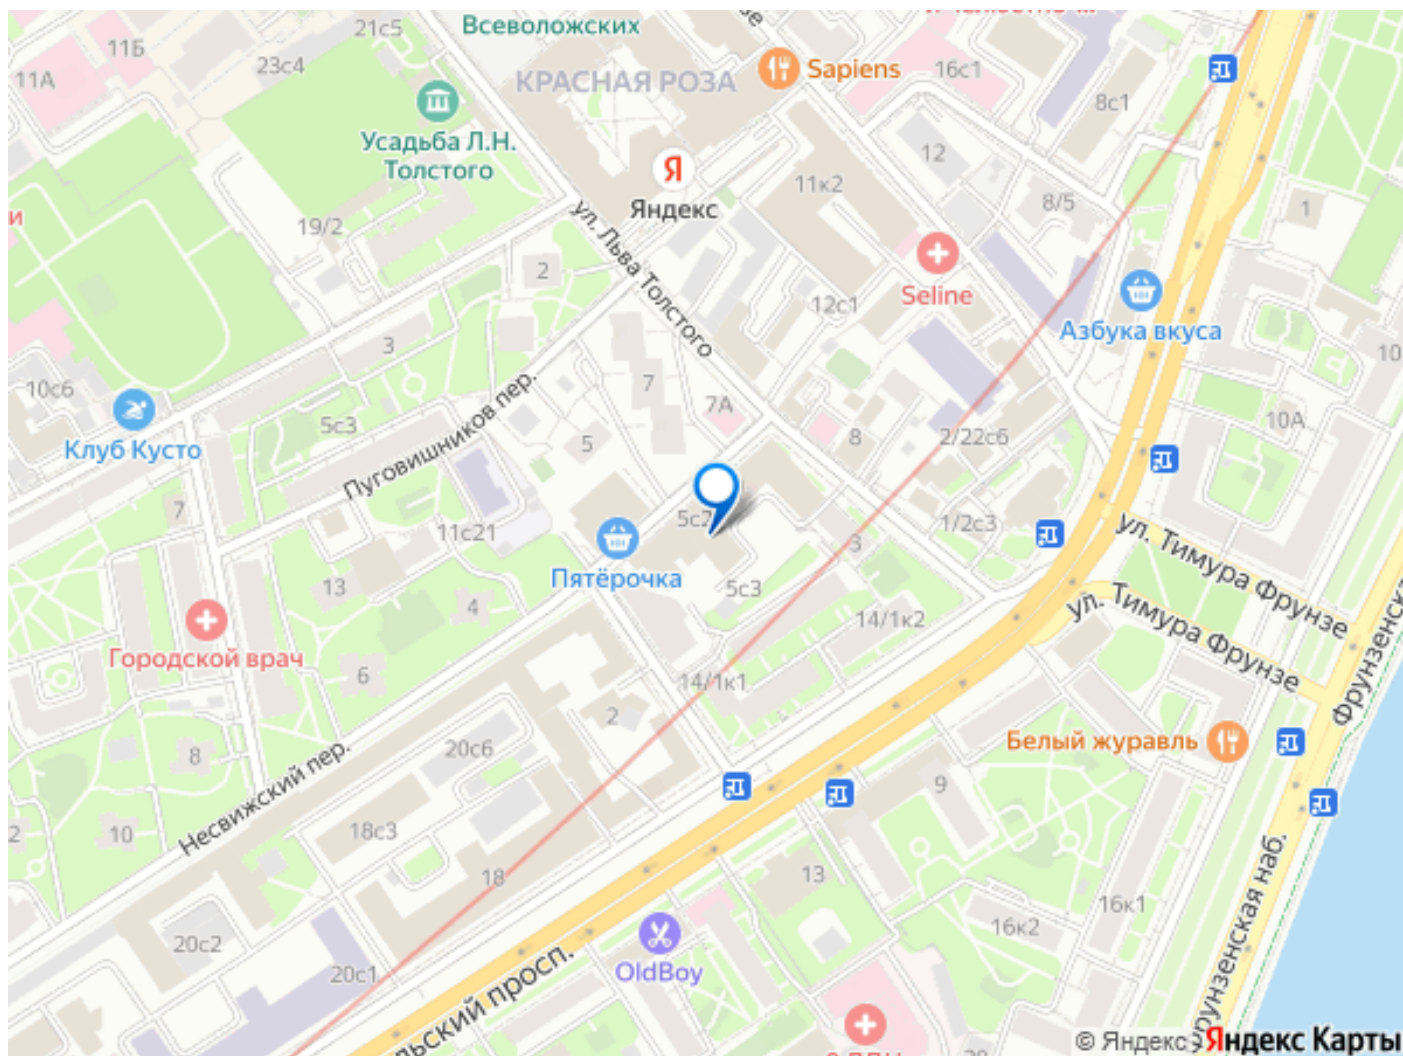 Всеволожских
21с5
11Б
11А
23с4
КРАСНАЯ РОЗА
Sapiens
16с1
8с1
Усадьба Л.Н.
Толстого
12
11к2
Яндекс
19/2
8/5
1
ул. Льва Толстого
2
Seline
12с1
Азбука вкуса
3
10
10с6
7
7А
Клуб Кусто
5с3
Пуговишников пер.
5
8
2/22с6
10А
7
11с21
5с2
1/2с3
ул. Тимура Фрунзе
3
Пятёрочка
13
5с3
4
14/1к2
ул. Тимура Фрунзе
Городской врач
6
14/1к1
2
Белый журавль
8
20с6
9
Несвижский пер.
2
10
18с3
18
13
16к1
16к2
20с2
20с1
OldBoy
© Яндекс
Яндекс Карты